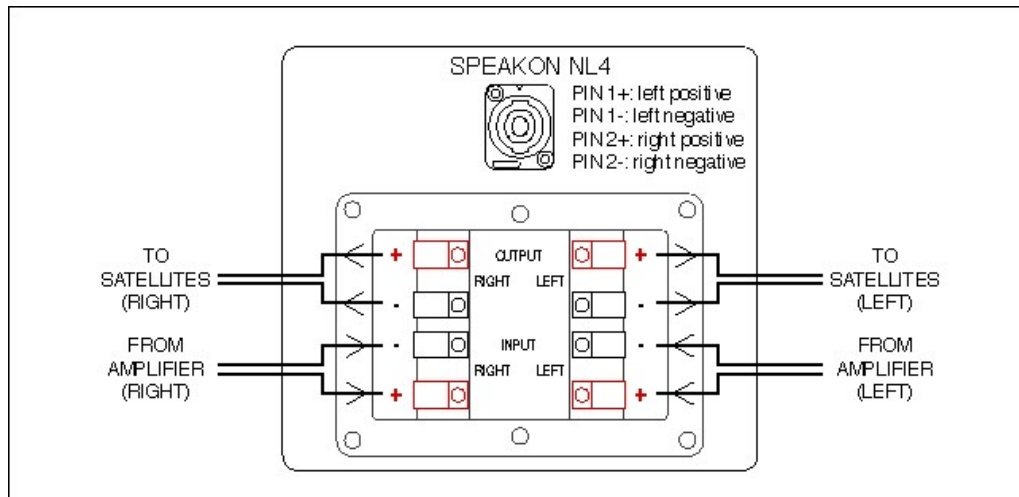 SPEAKON NL4
PIN 1+: left positive
PIN 1-: left negative
PIN 2+: right positive
PIN 2-: right negative
TO
SATELLITES
(RIGHT)
+ OUTPUT +
RIGHT LEFT
- -
TO
SATELLITES
(LEFT)
FROM
AMPLIFIER
(RIGHT)
- INPUT -
RIGHT LEFT
+ +
FROM
AMPLIFIER
(LEFT)